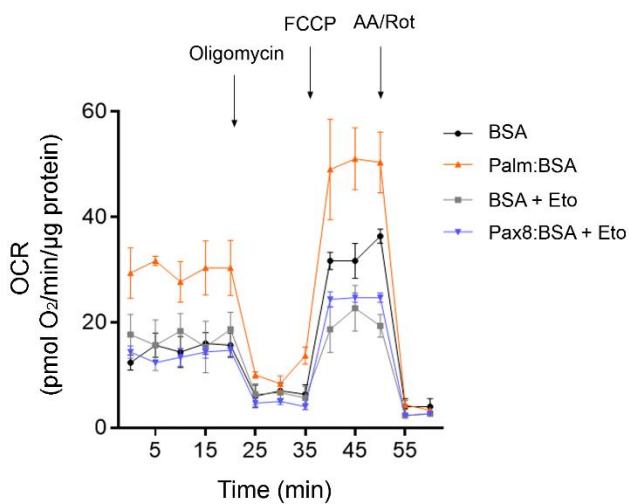 FCCP
AA/Rot
Oligomycin
60
40
20
0
OCR
(pmol O₂/min/µg protein)
5
15
25
35
45
55
Time (min)
BSA
Palm:BSA
BSA + Eto
Pax8:BSA + Eto